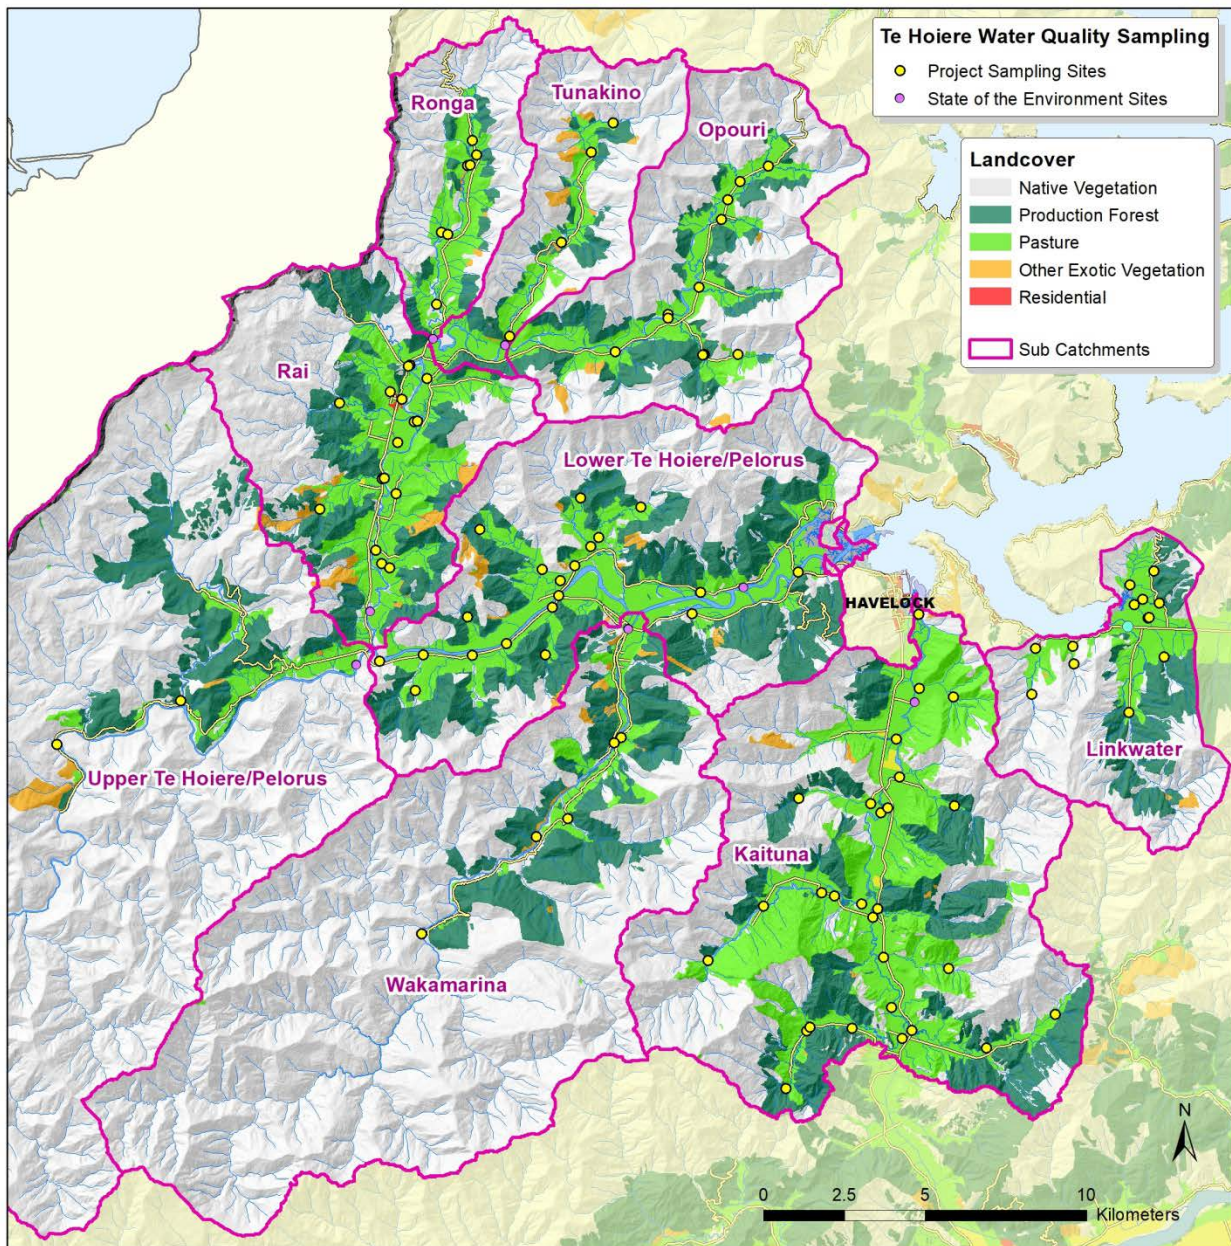 Te Hoiere Water Quality Sampling
Project Sampling Sites
State of the Environment Sites
Landcover
Native Vegetation
Production Forest
Pasture
Other Exotic Vegetation
Residential
Sub Catchments
Ronga
Tunakino
Opouri
Rai
Lower Te Hoiere/Pelorus
HAVELOCK
Linkwater
Upper Te Hoiere/Pelorus
Kaituna
Wakamarina
N
0 2.5 5 10
Kilometers